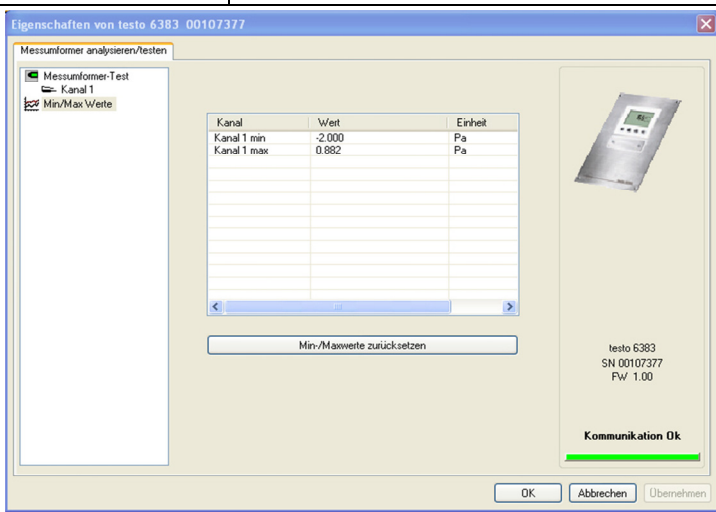 Eigenschaften von testo 6383 00107377
Messumformer analysieren/testen
Messumformer-Test
Kanal 1
Min/Max Werte
Kanal Wert Einheit
Kanal 1 min -2.000 Pa
Kanal 1 max 0.882 Pa
Min-/Maxwerte zurücksetzen
testo 6383
SN 00107377
FW 1.00
Kommunikation Ok
OK Abbrechen Übernehmen